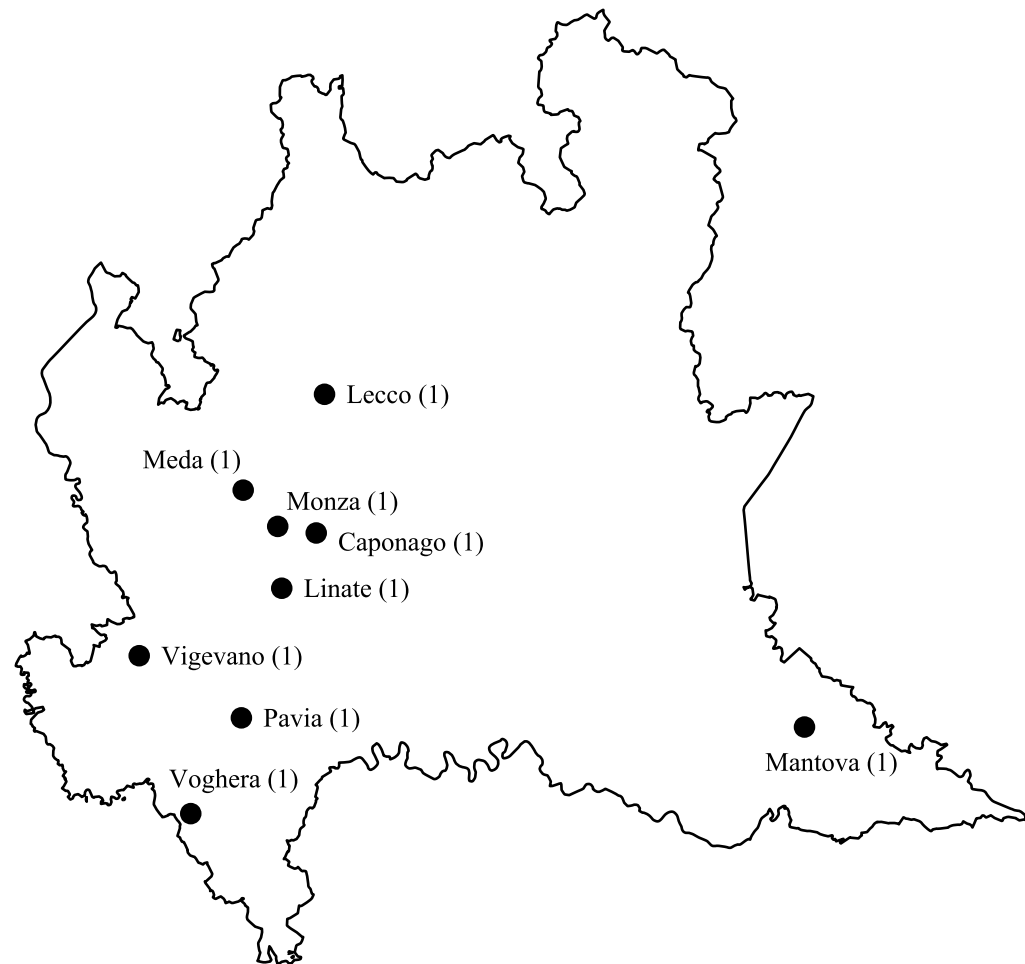 Lecco (1)
Meda (1)
Monza (1)
Caponago (1)
Linate (1)
Vigevano (1)
Pavia (1)
Mantova (1)
Voghera (1)